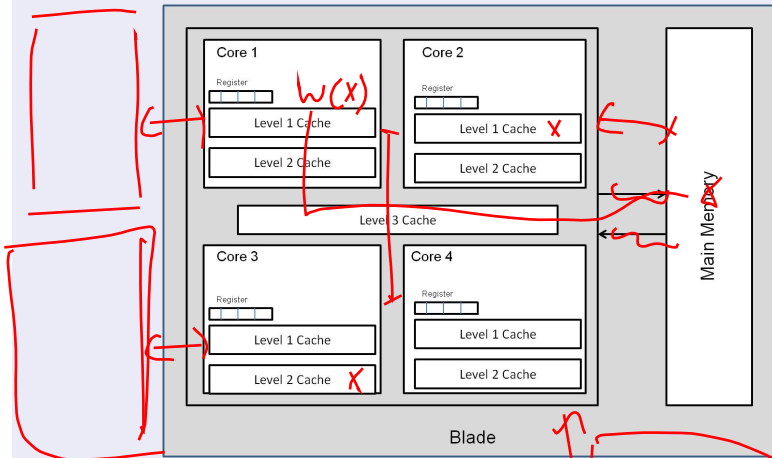 Core 1
Core 2
Register
W(x)
Register
Level 1 Cache
Level 1 Cache x
Level 2 Cache
Level 2 Cache
Level 3 Cache
Main Memory
Core 3
Core 4
Register
Register
Level 1 Cache
Level 1 Cache
Level 2 Cache x
Level 2 Cache
Blade